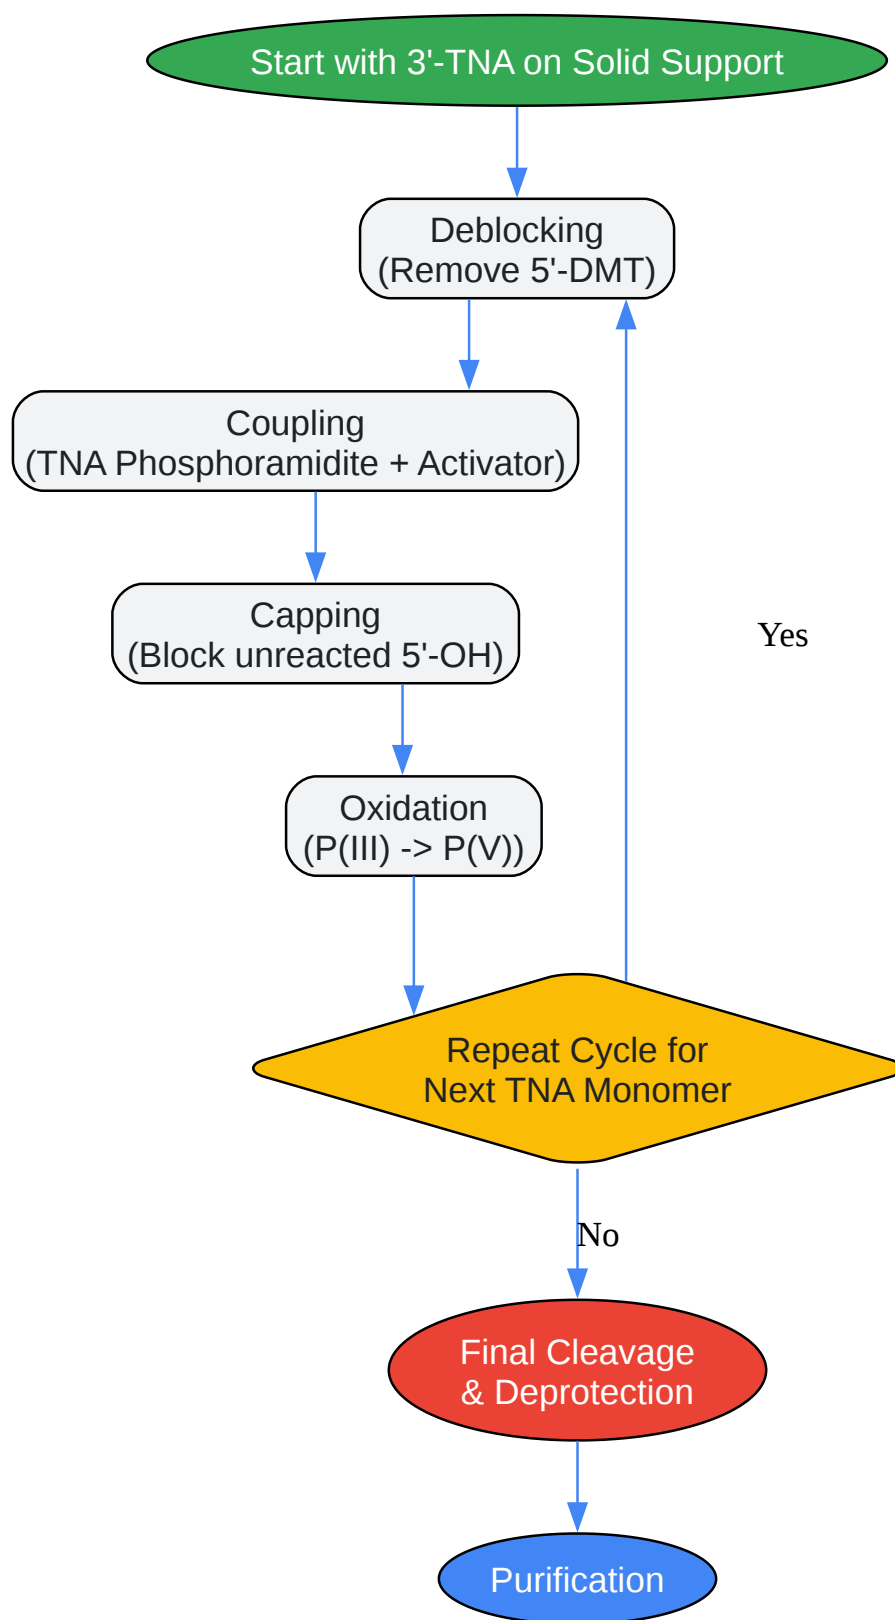 Start with 3'-TNA on Solid Support
Deblocking
(Remove 5'-DMT)
Coupling
(TNA Phosphoramidite + Activator)
Capping
(Block unreacted 5'-OH)
Yes
Oxidation
(P(III) -> P(V))
Repeat Cycle for
Next TNA Monomer
No
Final Cleavage
& Deprotection
Purification